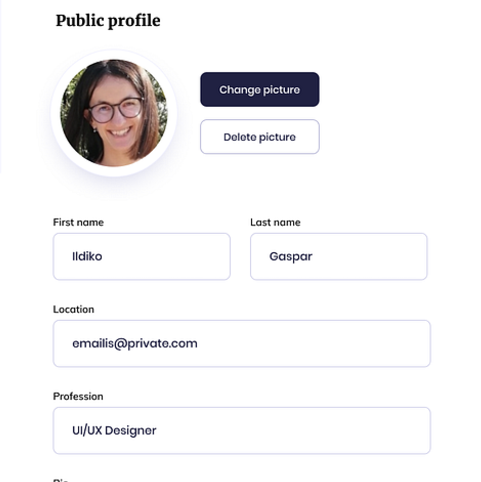 Public profile
Change picture
Delete picture
First name
Last name
Ildiko
Gaspar
Location
emailis@private.com
Profession
UI/UX Designer